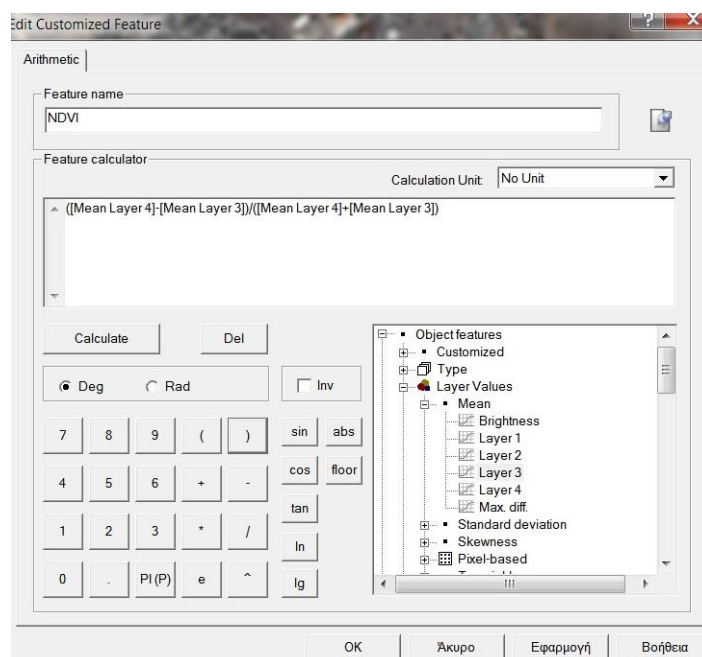 Edit Customized Feature
?
X
Arithmetic
Feature name
NDVI
Feature calculator
Calculation Unit: No Unit
([Mean Layer 4]-[Mean Layer 3])/([Mean Layer 4]+[Mean Layer 3])
Calculate Del
Deg Rad Inv
7 8 9 ( ) sin abs
4 5 6 + - cos floor
tan
1 2 3 * / ln
0 . PI (P) e ^ lg
Object features
Customized
Type
Layer Values
Mean
Brightness
Layer 1
Layer 2
Layer 3
Layer 4
Max. diff.
Standard deviation
Skewness
Pixel-based
OK Άκυρο Εφαρμογή Βοήθεια